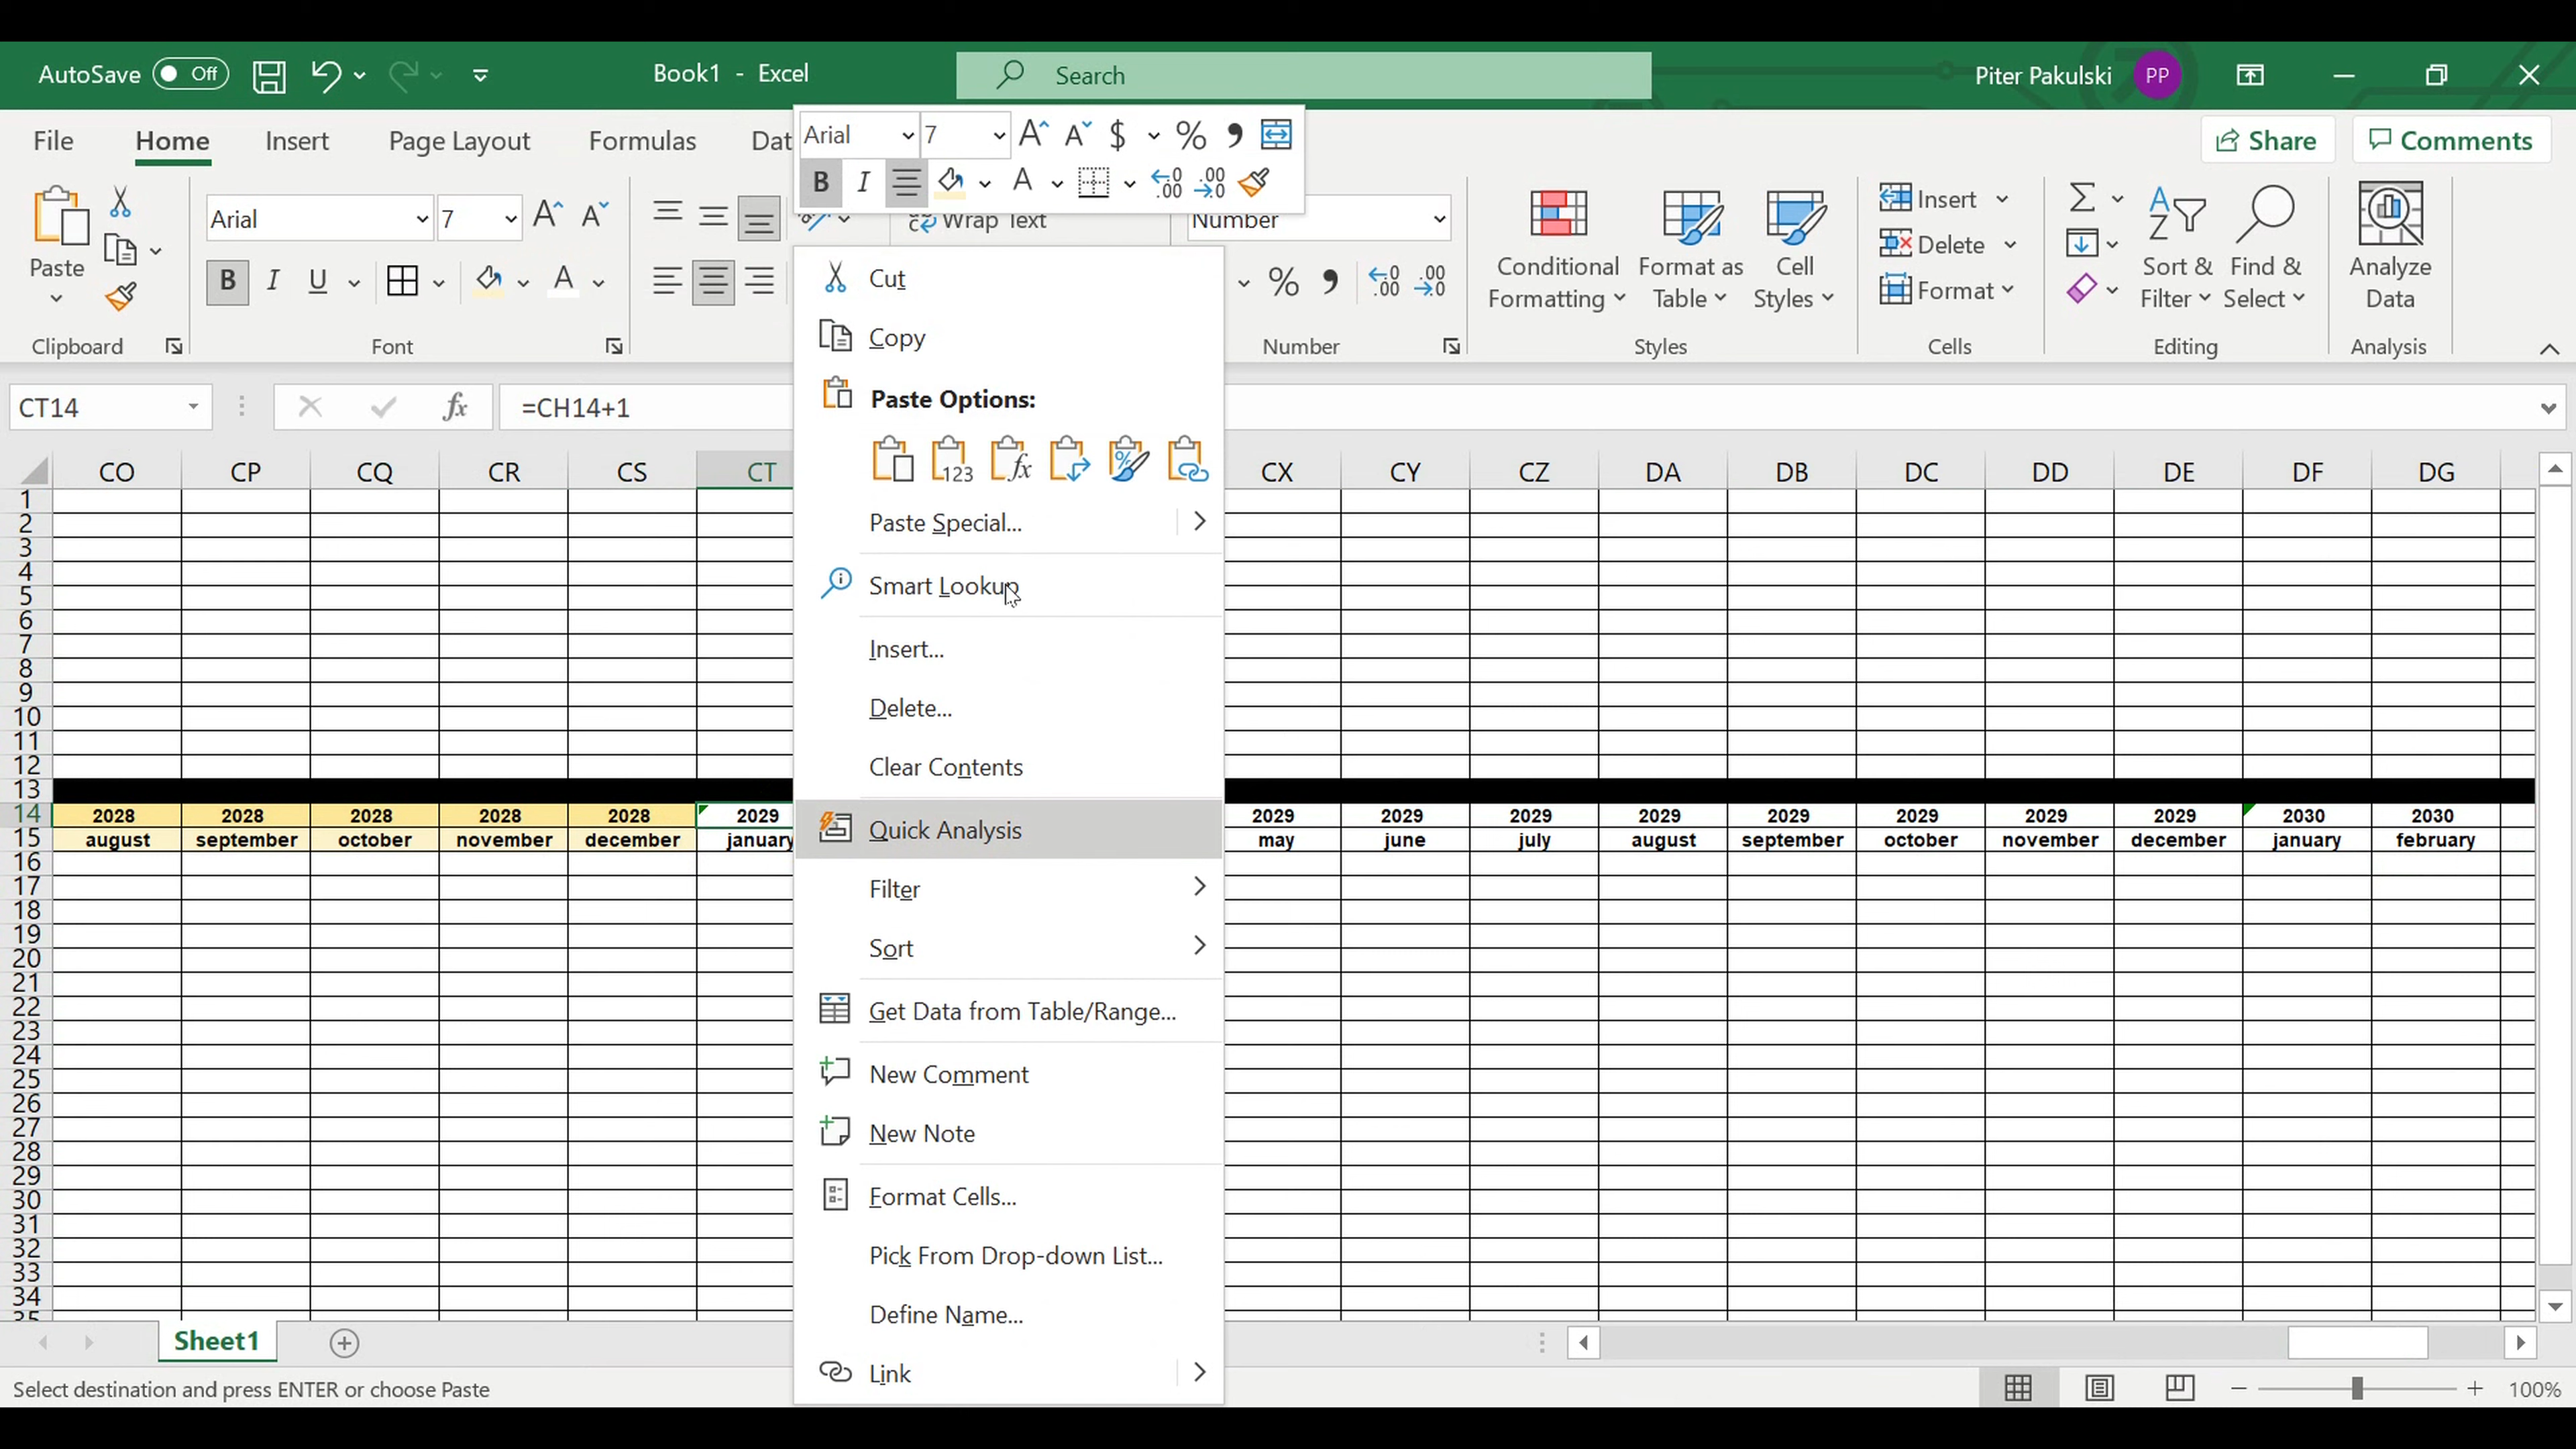 AutoSave Off Book1 - Excel Search Piter Pakulski PP
File Home Insert Page Layout Formulas Dat Share Comments
Arial 7 $ % ,
B I A .00 .00
Paste Arial 7 Wrap Text Number
B I U A % , .00 .00
Conditional Formatting Format as Table Cell Styles Insert Delete Format Sort & Filter Find & Select Analyze Data
Clipboard Font Number Styles Cells Editing Analysis
CT14 fx =CH14+1
CO CP CQ CR CS CT CX CY CZ DA DB DC DD DE DF DG
Cut
Copy
Paste Options:
123 fx %
Paste Special...
Smart Lookup
Insert...
Delete...
Clear Contents
Quick Analysis
Filter
Sort
Get Data from Table/Range...
New Comment
New Note
Format Cells...
Pick From Drop-down List...
Define Name...
Link
1
2
3
4
5
6
7
8
9
10
11
12
13
14 2028 2028 2028 2028 2028 2029 2029 2029 2029 2029 2029 2029 2029 2029 2030 2030
15 august september october november december january may june july august september october november december january february
16
17
18
19
20
21
22
23
24
25
26
27
28
29
30
31
32
33
34
35
Sheet1
Select destination and press ENTER or choose Paste 100%